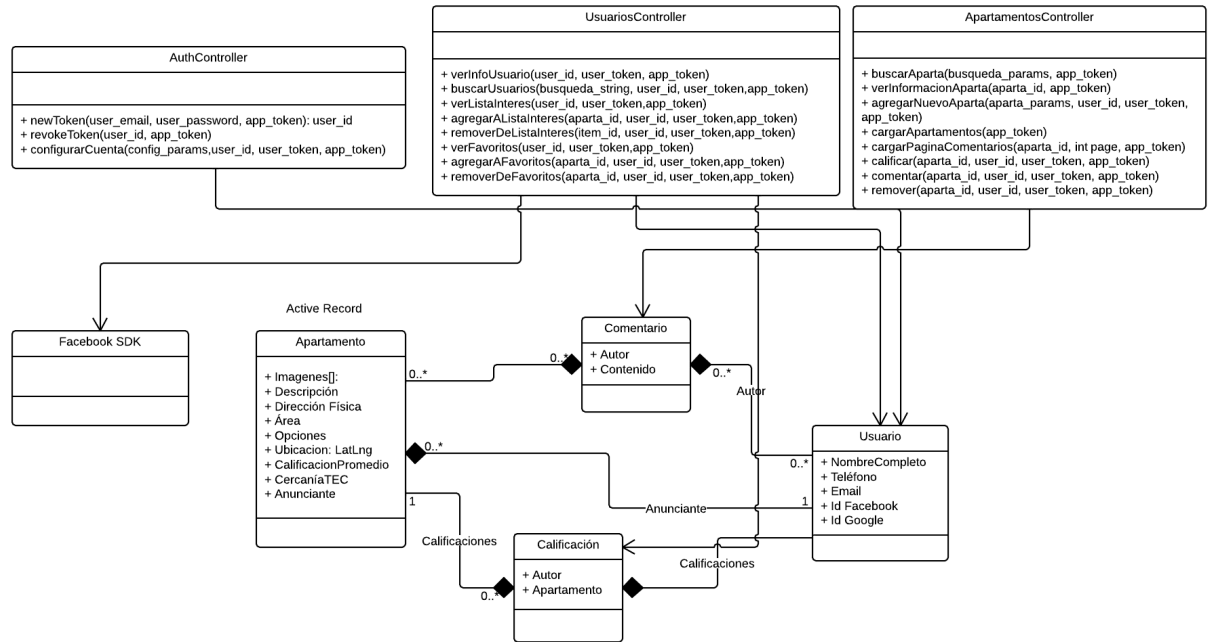 AuthController
+ newToken(user_email, user_password, app_token): user_id
+ revokeToken(user_id, app_token)
+ configurarCuenta(config_params,user_id, user_token, app_token)
UsuariosController
+ verInfoUsuario(user_id, user_token, app_token)
+ buscarUsuarios(busqueda_string, user_id, user_token,app_token)
+ verListaInteres(user_id, user_token, app_token)
+ agregarAListaInteres(aparta_id, user_id, user_token,app_token)
+ removerDeListaInteres(item_id, user_id, user_token,app_token)
+ verFavoritos(user_id, user_token,app_token)
+ agregarAFavoritos(aparta_id, user_id, user_token,app_token)
+ removerDeFavoritos(aparta_id, user_id, user_token,app_token)
ApartamentosController
+ buscarAparta(busqueda_params, app_token)
+ verInformacionAparta(aparta_id, app_token)
+ agregarNuevoAparta(aparta_params, user_id, user_token,
app_token)
+ cargarApartamentos(app_token)
+ cargarPaginaComentarios(aparta_id, int page, app_token)
+ calificar(aparta_id, user_id, user_token, app_token)
+ comentar(aparta_id, user_id, user_token, app_token)
+ remover(aparta_id, user_id, user_token, app_token)
Facebook SDK
Active Record
Apartamento
+ Imagenes[]:
+ Descripción
+ Dirección Física
+ Área
+ Opciones
+ Ubicacion: LatLng
+ CalificacionPromedio
+ CercaníaTEC
+ Anunciante
Comentario
+ Autor
+ Contenido
0..*
0..*
0..*
Autor
0..*
0..*
Anunciante
1
Usuario
+ NombreCompleto
+ Teléfono
+ Email
+ Id Facebook
+ Id Google
1
Calificaciones
0..*
Calificación
+ Autor
+ Apartamento
Calificaciones